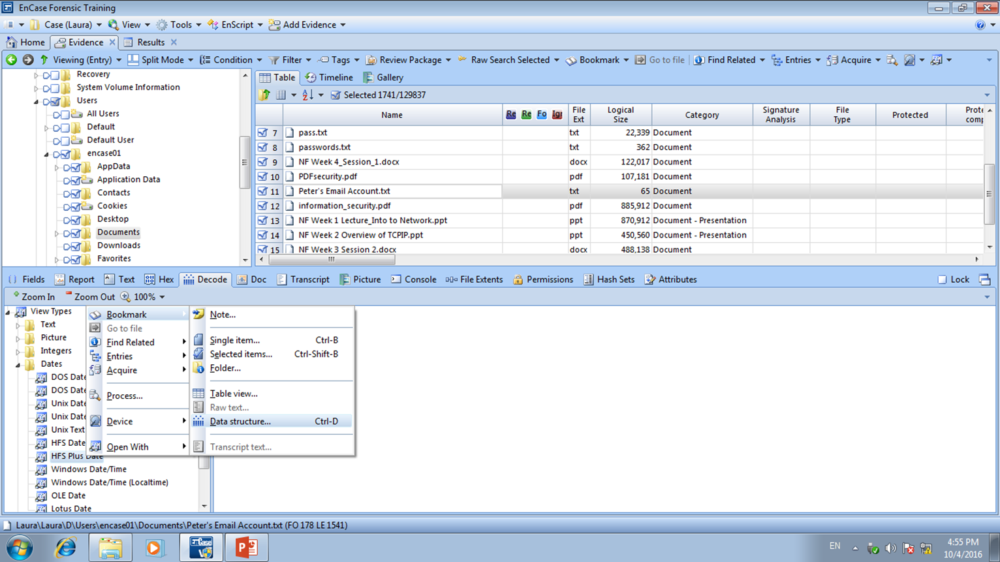 EnCase Forensic Training
Case (Laura) View Tools EnScript Add Evidence
Home Evidence Results
Viewing (Entry) Split Mode Condition Filter Tags Review Package Raw Search Selected Bookmark Go to file Find Related Entries Acquire
Recovery
System Volume Information
Users
All Users
Default
Default User
encase01
AppData
Application Data
Contacts
Cookies
Desktop
Documents
Downloads
Favorites
Table Timeline Gallery
Selected 1741/129837
Name Re Re Fo Igr File Ext Logical Size Category Signature Analysis File Type Protected Prote comp
7 pass.txt txt 22,339 Document
8 passwords.txt txt 362 Document
9 NF Week 4_Session_1.docx docx 122,017 Document
10 PDFsecurity.pdf pdf 107,181 Document
11 Peter's Email Account.txt txt 65 Document
12 information_security.pdf pdf 885,912 Document
13 NF Week 1 Lecture_Into to Network.ppt ppt 870,912 Document - Presentation
14 NF Week 2 Overview of TCPIP.ppt ppt 450,560 Document - Presentation
15 NF Week 3 Session 2.docx docx 488,138 Document
Fields Report Text Hex Decode Doc Transcript Picture Console File Extents Permissions Hash Sets Attributes Lock
Zoom In Zoom Out 100%
View Types
Text
Picture
Integers
Dates
DOS Date
DOS Date
Unix Date
Unix Date
Unix Text
HFS Date
HFS Plus Date
Windows Date/Time
Windows Date/Time (Localtime)
OLE Date
Lotus Date
Bookmark
Go to file
Find Related
Entries
Acquire
Process...
Device
Open With
Note...
Single item... Ctrl-B
Selected items... Ctrl-Shift-B
Folder...
Table view...
Raw text...
Data structure... Ctrl-D
Transcript text...
Laura\Laura\D\Users\encase01\Documents\Peter's Email Account.txt (FO 178 LE 1541)
EnCase
EN
4:55 PM
10/4/2016